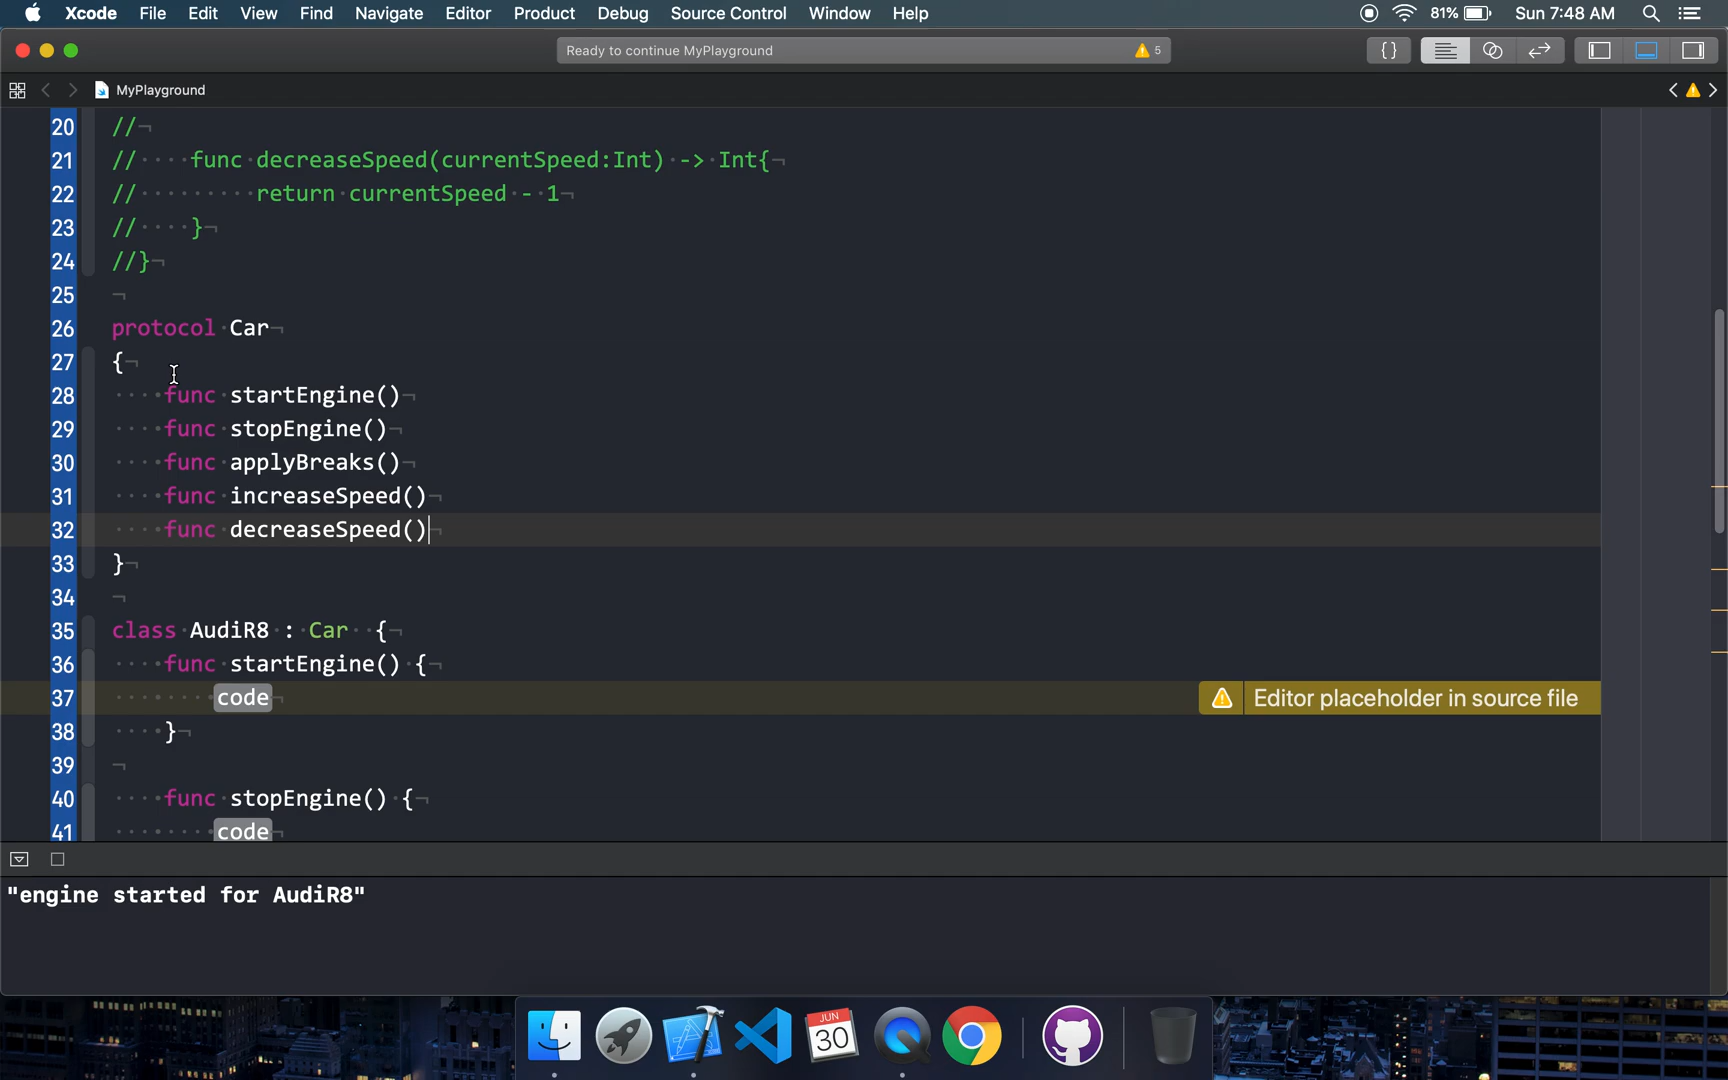 Xcode File Edit View Find Navigate Editor Product Debug Source Control Window Help 81% Sun 7:48 AM
Ready to continue MyPlayground 5 {}
MyPlayground
20 //
21 // func decreaseSpeed(currentSpeed:Int) -> Int{
22 // return currentSpeed - 1
23 // }
24 //}
25
26 protocol Car
27 {
28 func startEngine()
29 func stopEngine()
30 func applyBreaks()
31 func increaseSpeed()
32 func decreaseSpeed()
33 }
34
35 class AudiR8 : Car {
36 func startEngine() {
37 code Editor placeholder in source file
38 }
39
40 func stopEngine() {
41 code
"engine started for AudiR8"
JUN
30